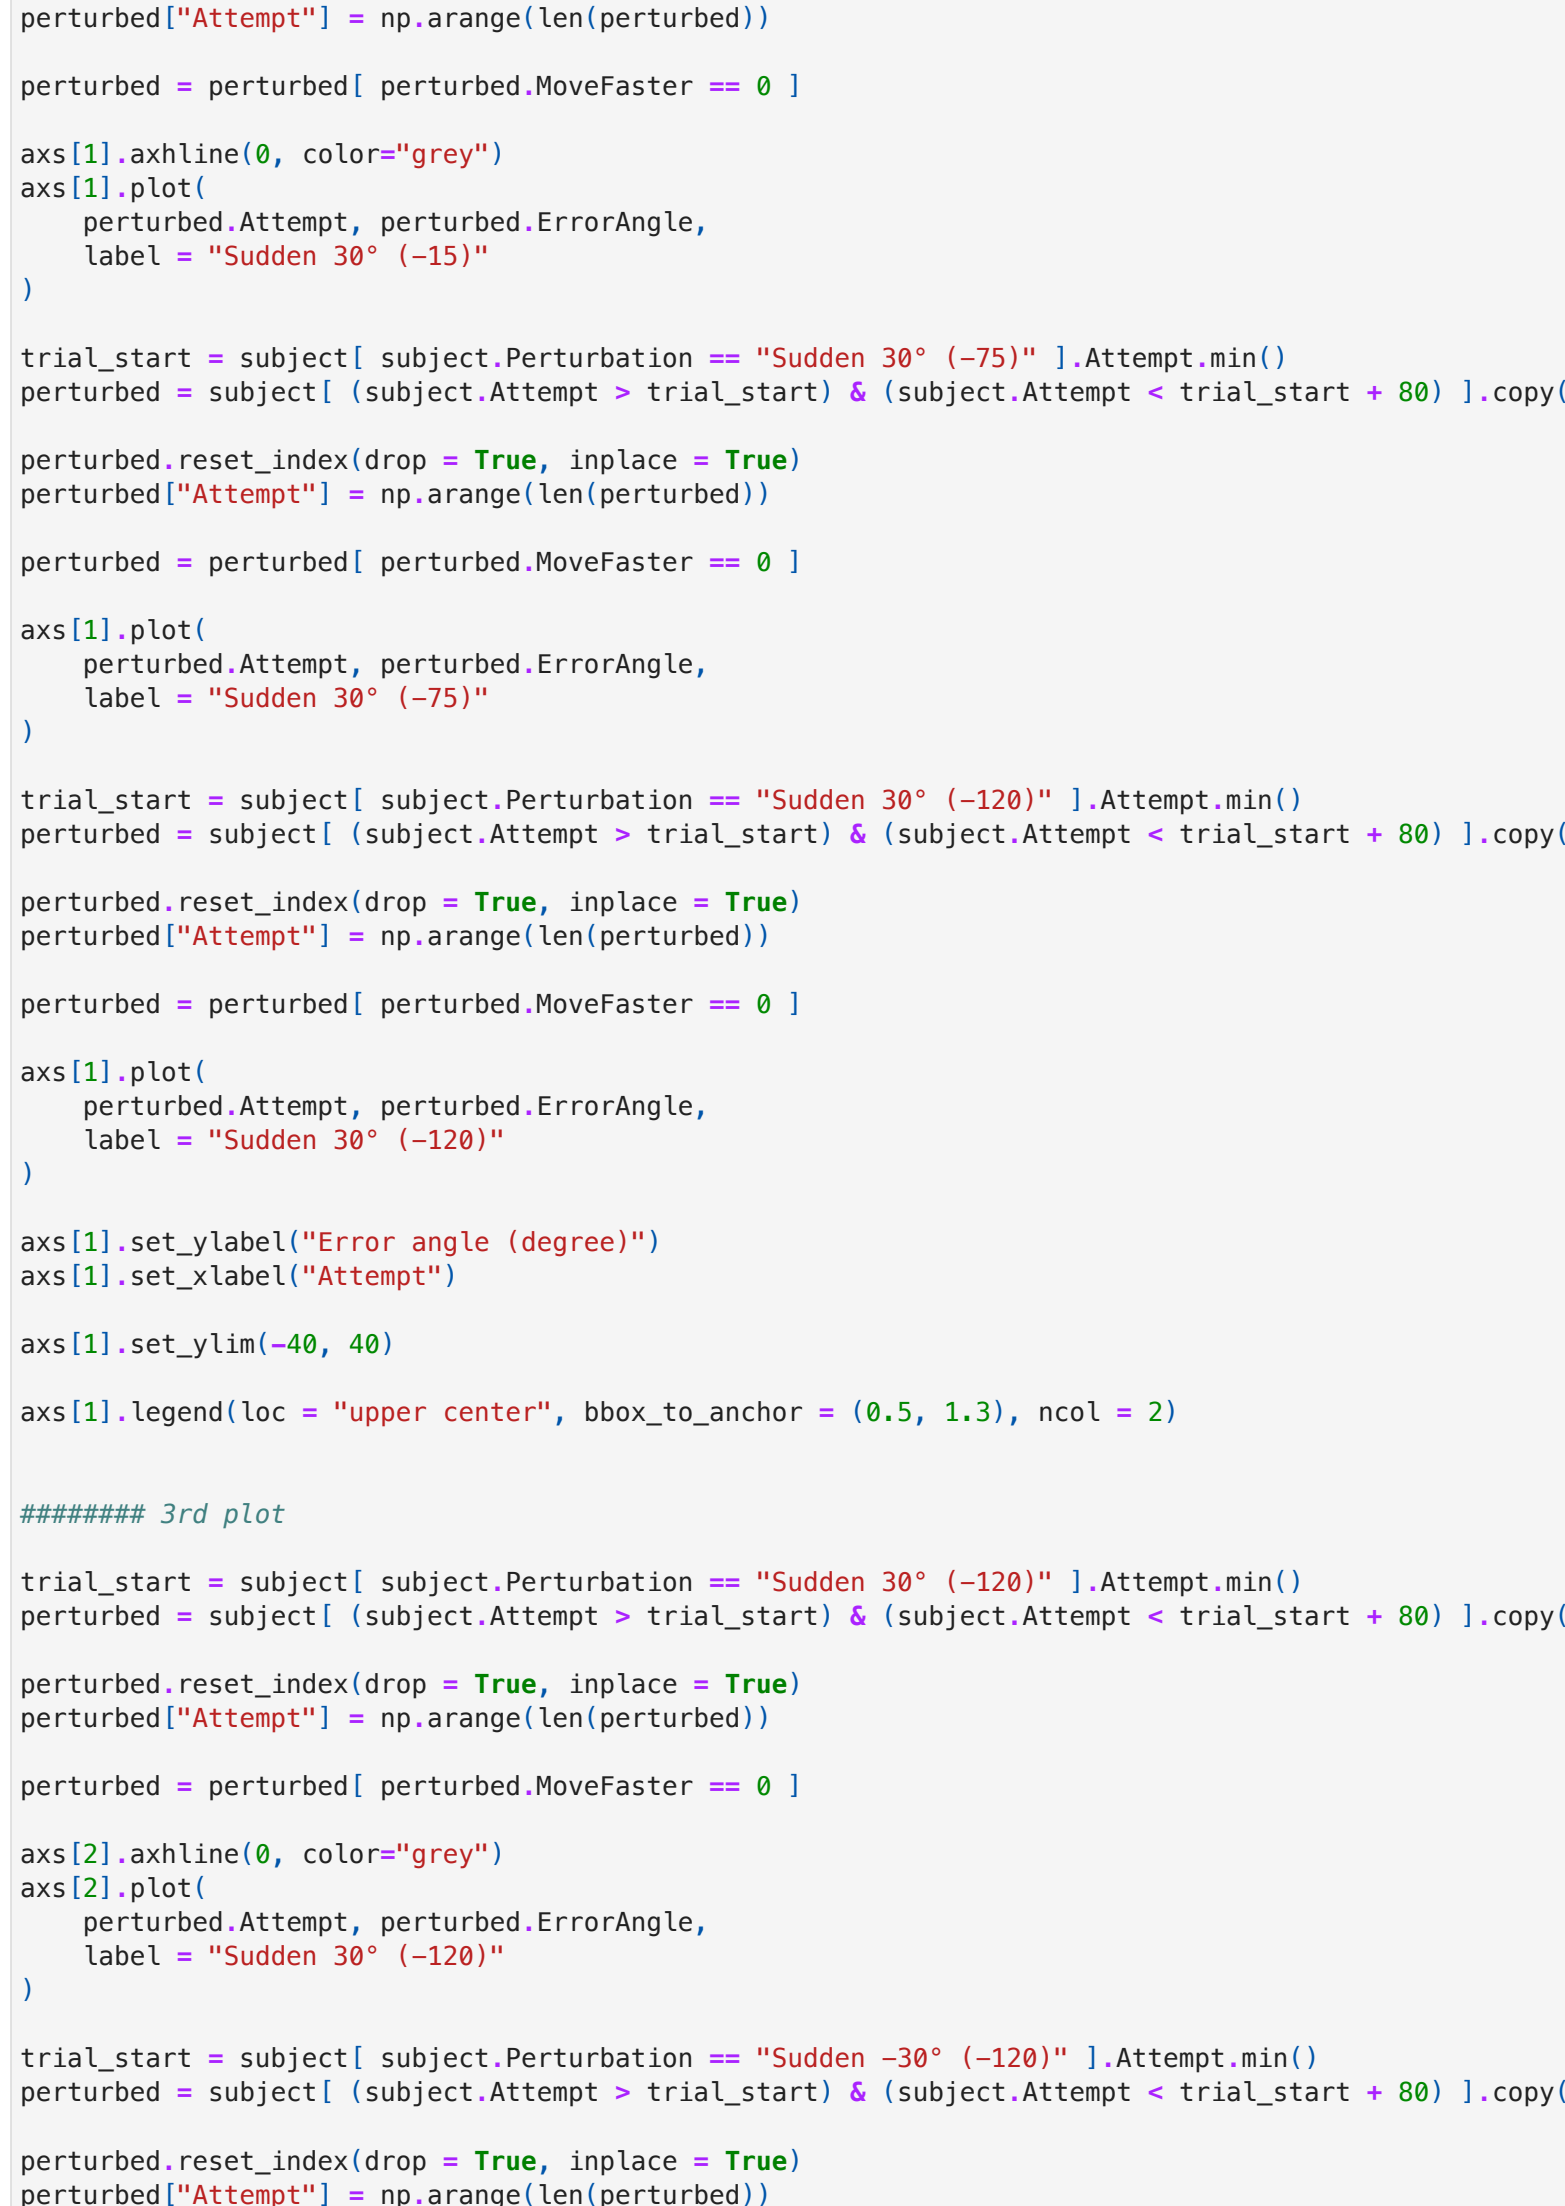 perturbed["Attempt"] = np.arange(len(perturbed))

perturbed = perturbed[ perturbed.MoveFaster == 0 ]

axs[1].axhline(0, color="grey")
axs[1].plot(
    perturbed.Attempt, perturbed.ErrorAngle,
    label = "Sudden 30° (-15)"
)

trial_start = subject[ subject.Perturbation == "Sudden 30° (-75)" ].Attempt.min()
perturbed = subject[ (subject.Attempt > trial_start) & (subject.Attempt < trial_start + 80) ].copy(

perturbed.reset_index(drop = True, inplace = True)
perturbed["Attempt"] = np.arange(len(perturbed))

perturbed = perturbed[ perturbed.MoveFaster == 0 ]

axs[1].plot(
    perturbed.Attempt, perturbed.ErrorAngle,
    label = "Sudden 30° (-75)"
)

trial_start = subject[ subject.Perturbation == "Sudden 30° (-120)" ].Attempt.min()
perturbed = subject[ (subject.Attempt > trial_start) & (subject.Attempt < trial_start + 80) ].copy(

perturbed.reset_index(drop = True, inplace = True)
perturbed["Attempt"] = np.arange(len(perturbed))

perturbed = perturbed[ perturbed.MoveFaster == 0 ]

axs[1].plot(
    perturbed.Attempt, perturbed.ErrorAngle,
    label = "Sudden 30° (-120)"
)

axs[1].set_ylabel("Error angle (degree)")
axs[1].set_xlabel("Attempt")

axs[1].set_ylim(-40, 40)

axs[1].legend(loc = "upper center", bbox_to_anchor = (0.5, 1.3), ncol = 2)


######## 3rd plot

trial_start = subject[ subject.Perturbation == "Sudden 30° (-120)" ].Attempt.min()
perturbed = subject[ (subject.Attempt > trial_start) & (subject.Attempt < trial_start + 80) ].copy(

perturbed.reset_index(drop = True, inplace = True)
perturbed["Attempt"] = np.arange(len(perturbed))

perturbed = perturbed[ perturbed.MoveFaster == 0 ]

axs[2].axhline(0, color="grey")
axs[2].plot(
    perturbed.Attempt, perturbed.ErrorAngle,
    label = "Sudden 30° (-120)"
)

trial_start = subject[ subject.Perturbation == "Sudden -30° (-120)" ].Attempt.min()
perturbed = subject[ (subject.Attempt > trial_start) & (subject.Attempt < trial_start + 80) ].copy(

perturbed.reset_index(drop = True, inplace = True)
perturbed["Attempt"] = np.arange(len(perturbed))